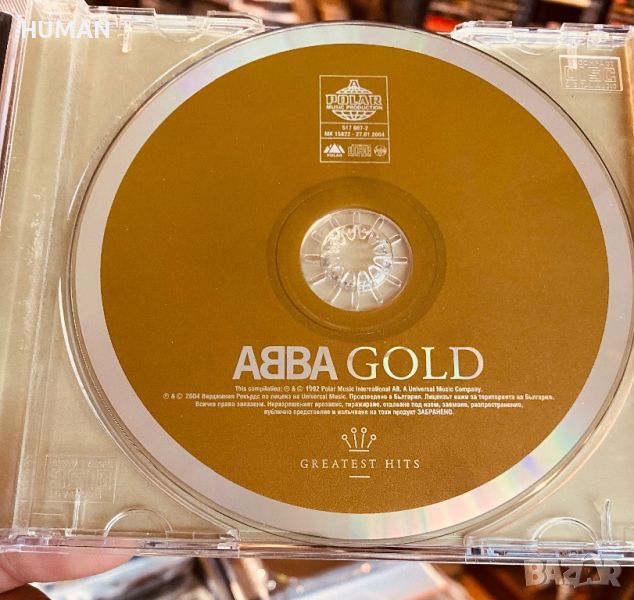 HUMAN
A
POLAR
MUSIC PRODUCTION
517 007-2
MK 15822 - 27.01.2004
POLAR
ABBA GOLD
This compilation: ℗ & © 1992 Polar Music International AB. A Universal Music Company.
℗ & © 2004 Вирджиния Рекърдс по лиценз на Universal Music. Произведено в България. Лицензът важи за територията на България.
Всички права запазени. Неразрешеният презапис, тиражиране, отдаване под наем, заемане, разпространение,
публично представяне и излъчване на този продукт ЗАБРАНЕНО.
GREATEST HITS
BAZAR